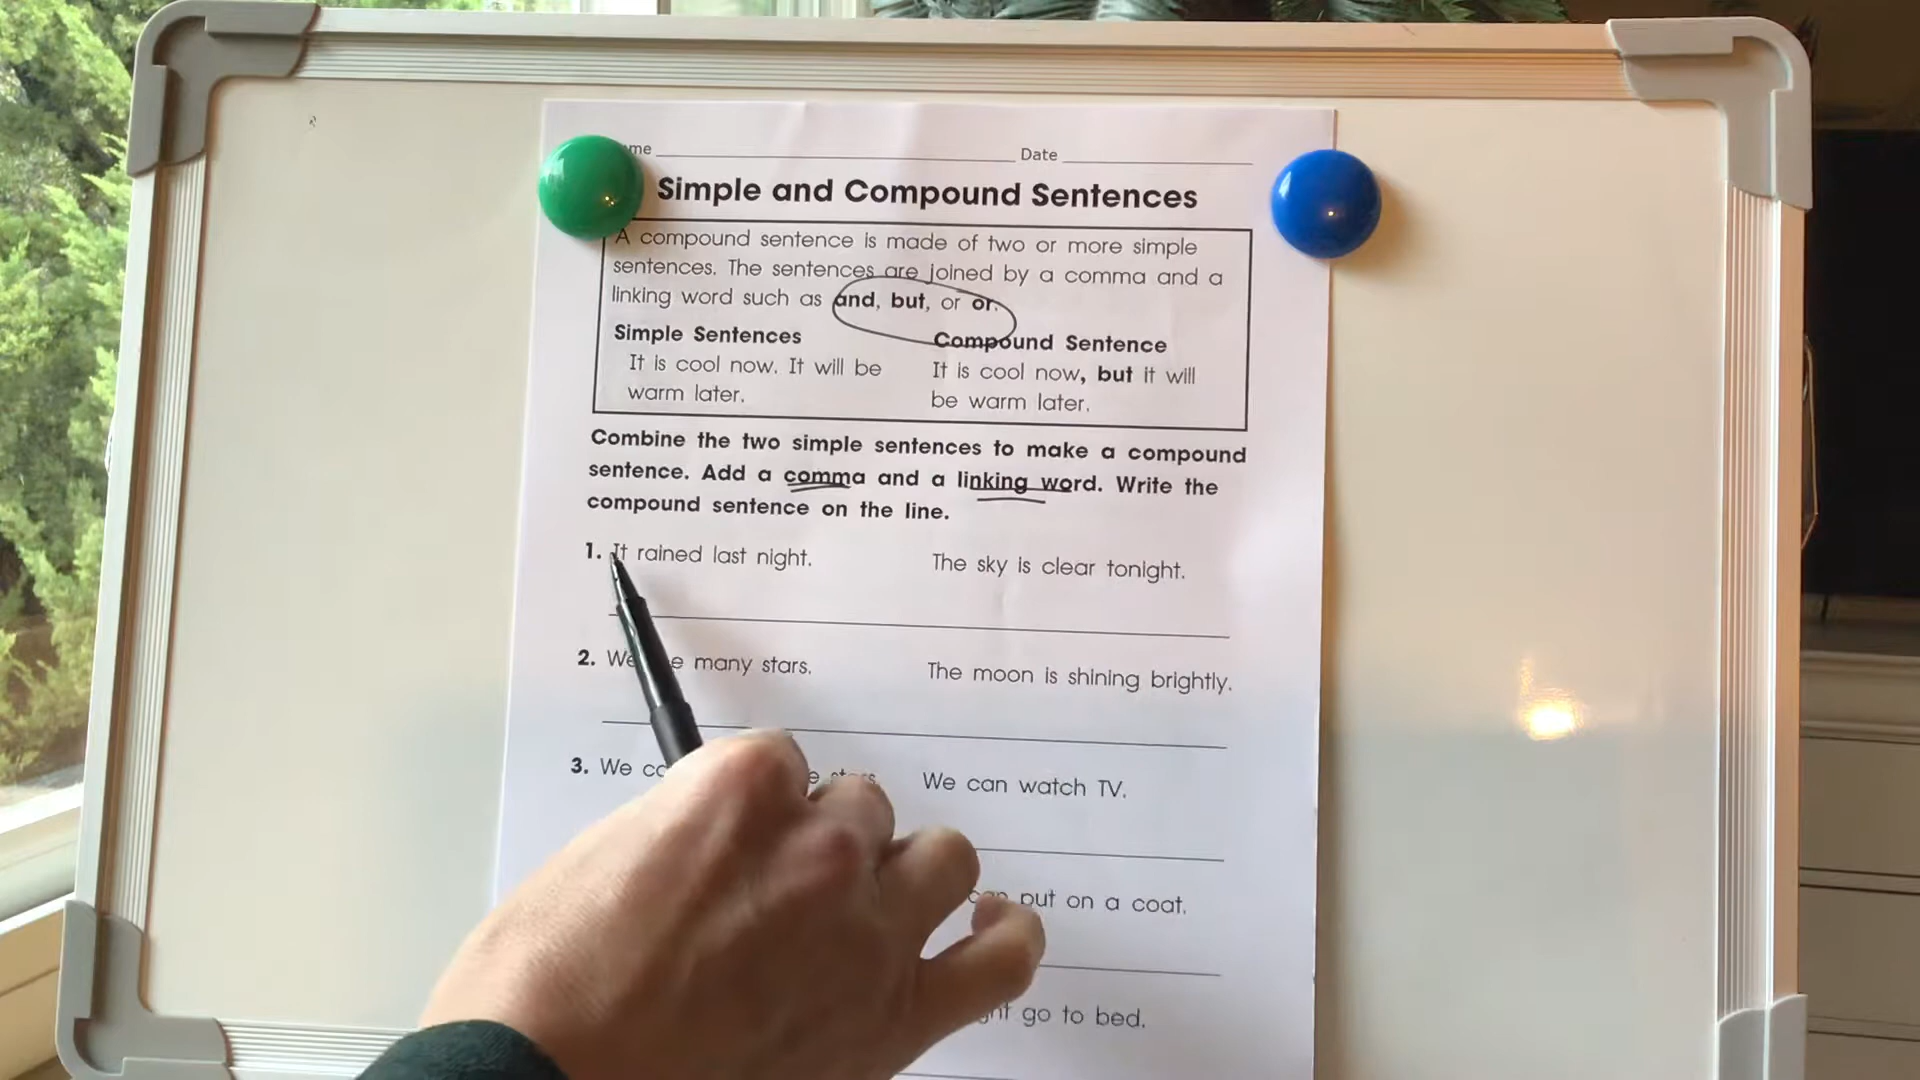 me Date
Simple and Compound Sentences
A compound sentence is made of two or more simple
sentences. The sentences are joined by a comma and a
linking word such as and, but, or or.
Simple Sentences
It is cool now. It will be
warm later.
Compound Sentence
It is cool now, but it will
be warm later.
Combine the two simple sentences to make a compound
sentence. Add a comma and a linking word. Write the
compound sentence on the line.
1. It rained last night. The sky is clear tonight.
2. We many stars. The moon is shining brightly.
3. We We can watch TV.
put on a coat.
go to bed.